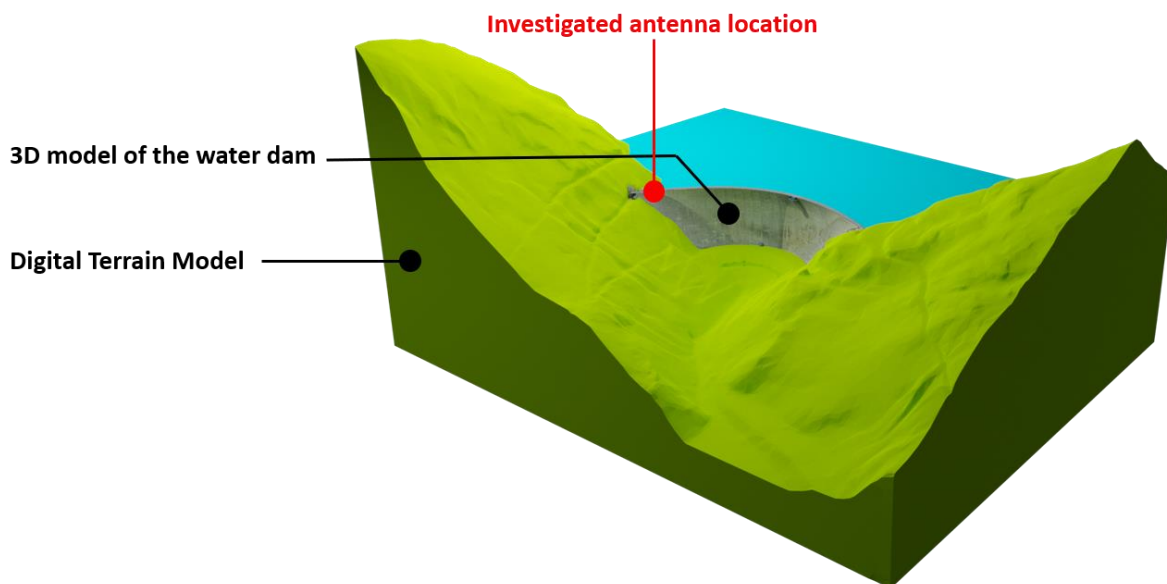 Investigated antenna location
3D model of the water dam
Digital Terrain Model